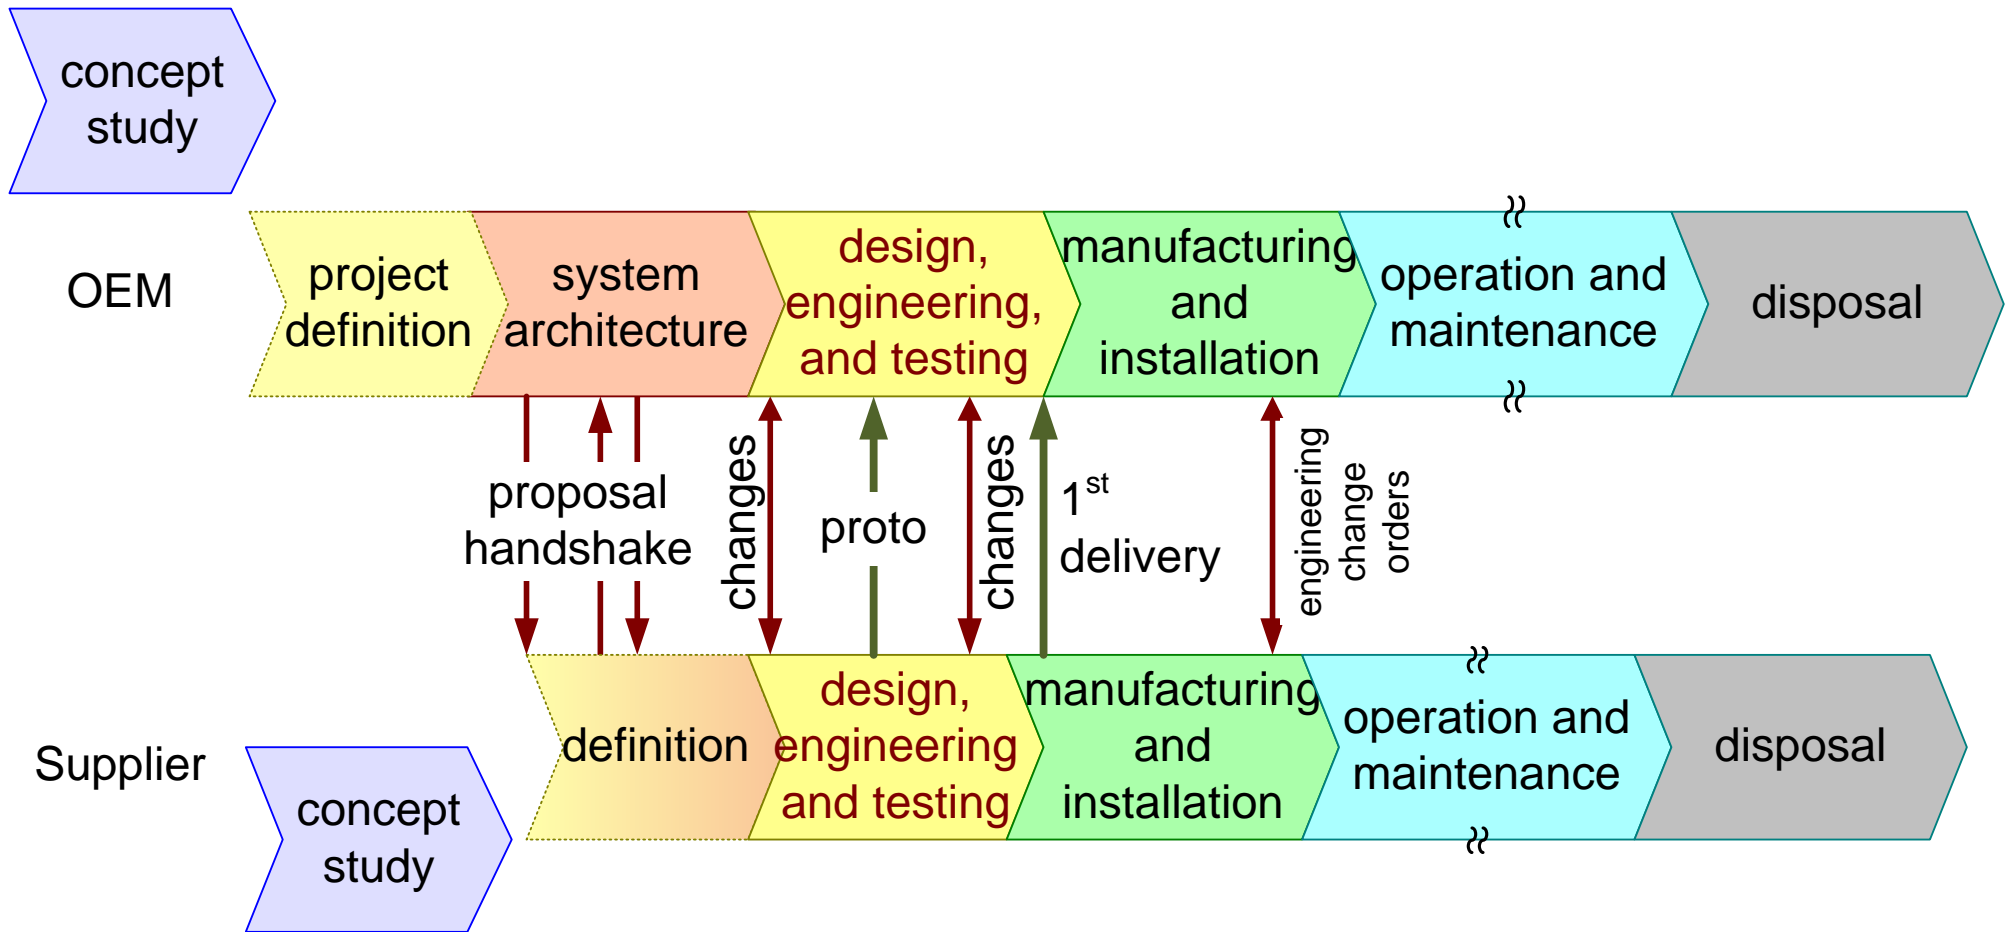 concept
study
OEM
project
definition
system
architecture
design,
engineering,
and testing
manufacturing
and
installation
operation and
maintenance
disposal
proposal
handshake
changes
proto
changes
1st
delivery
engineering
change
orders
Supplier
concept
study
definition
design,
engineering
and testing
manufacturing
and
installation
operation and
maintenance
disposal